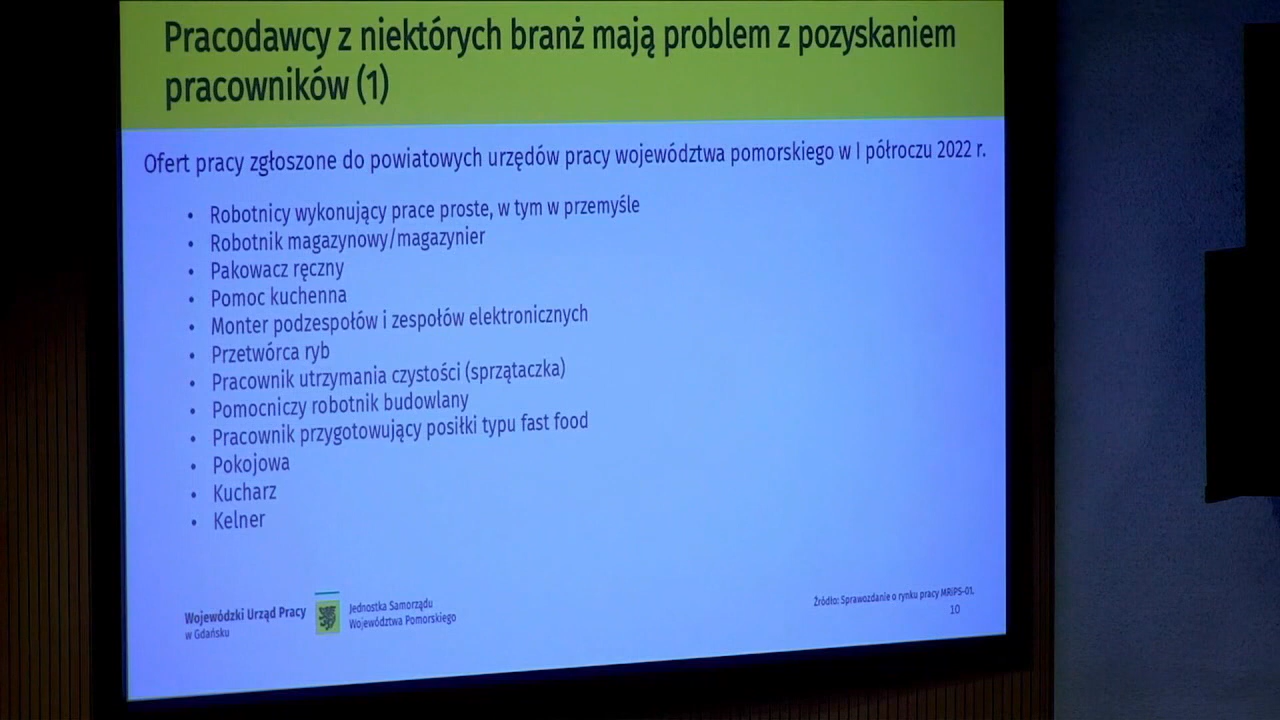 Pracodawcy z niektórych branż mają problem z pozyskaniem
pracowników (1)
Ofert pracy zgłoszone do powiatowych urzędów pracy województwa pomorskiego w I półroczu 2022 r.
• Robotnicy wykonujący prace proste, w tym w przemyśle
• Robotnik magazynowy/magazynier
• Pakowacz ręczny
• Pomoc kuchenna
• Monter podzespołów i zespołów elektronicznych
• Przetwórca ryb
• Pracownik utrzymania czystości (sprzątaczka)
• Pomocniczy robotnik budowlany
• Pracownik przygotowujący posiłki typu fast food
• Pokojowa
• Kucharz
• Kelner
Wojewódzki Urząd Pracy
w Gdańsku
Jednostka Samorządu
Województwa Pomorskiego
Źródło: Sprawozdanie o rynku pracy MRiPS-01.
10